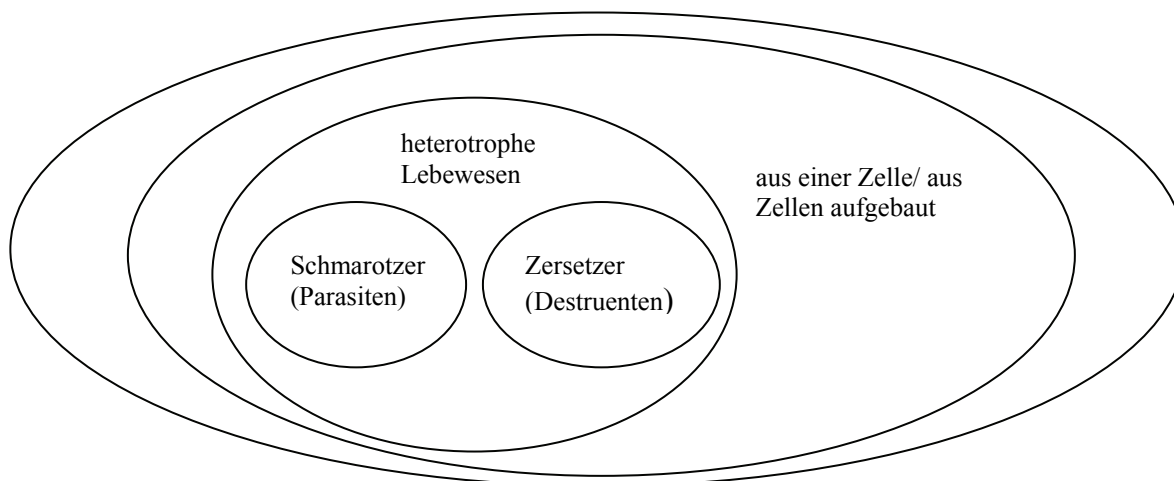 heterotrophe
Lebewesen
aus einer Zelle/ aus
Zellen aufgebaut
Schmarotzer
(Parasiten)
Zersetzer
(Destruenten)